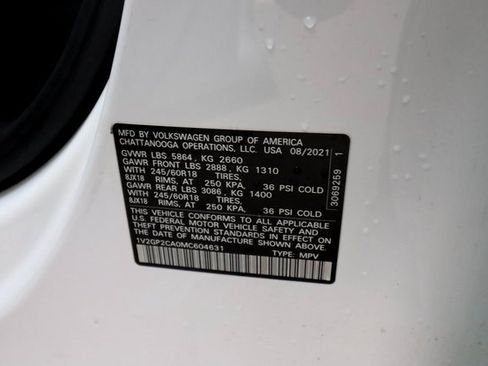 MFD BY VOLKSWAGEN GROUP OF AMERICA
CHATTANOOGA OPERATIONS, LLC. USA 08/2021
GVWR LBS 5864, KG 2660
GAWR FRONT LBS 2888, KG 1310
WITH 245/60R18 TIRES,
8JX18 RIMS, AT 250 KPA, 36 PSI COLD
GAWR REAR LBS 3086, KG 1400
WITH 245/60R18 TIRES,
8JX18 RIMS, AT 250 KPA, 36 PSI COLD
THIS VEHICLE CONFORMS TO ALL APPLICABLE
U.S. FEDERAL MOTOR VEHICLE SAFETY AND
THEFT PREVENTION STANDARDS IN EFFECT ON
THE DATE OF MANUFACTURE SHOWN ABOVE.
1V2GP2CA0MC604631 TYPE: MPV
3069259 1